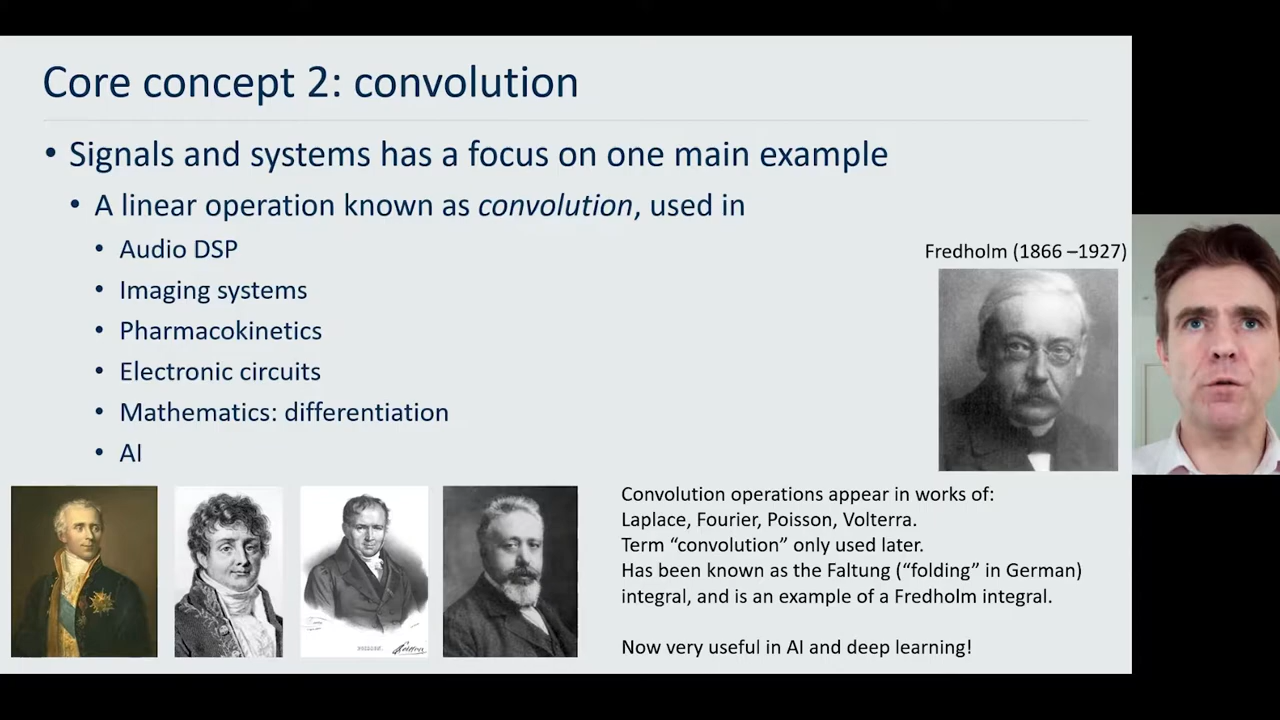 Core concept 2: convolution
• Signals and systems has a focus on one main example
• A linear operation known as convolution, used in
• Audio DSP
• Imaging systems
• Pharmacokinetics
• Electronic circuits
• Mathematics: differentiation
• AI
Fredholm (1866 –1927)
Convolution operations appear in works of:
Laplace, Fourier, Poisson, Volterra.
Term “convolution” only used later.
Has been known as the Faltung (“folding” in German)
integral, and is an example of a Fredholm integral.
Now very useful in AI and deep learning!